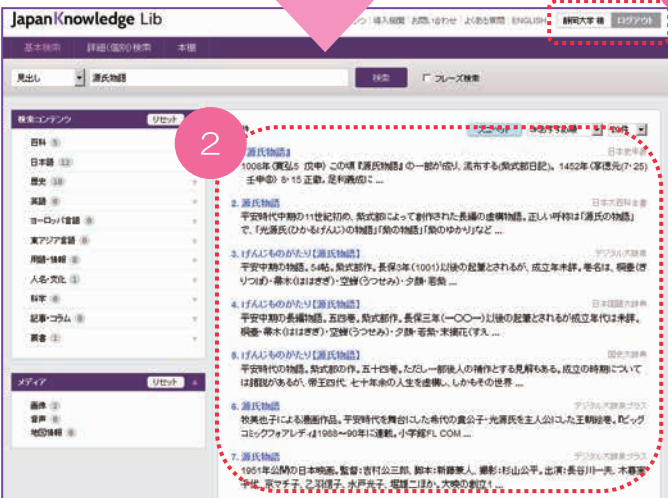 JapanKnowledge Lib
導入機関 お問い合わせ よくある質問 ENGLISH 静岡大学 様 ログアウト
基本検索 詳細(個別)検索 本棚
見出し 源氏物語 検索 フレーズ検索
検索コンテンツ リセット
百科 (5)
日本語 (12)
歴史 (10)
英語
ヨーロッパ言語
東アジア言語
用語・情報
人名・文化 (1)
科学
記事・コラム
叢書
メディア リセット
画像
音声
地図情報
2
『源氏物語』 日本史年表
1008年(寛弘5 戊申) この頃『源氏物語』の一部が成り、流布する(紫式部日記)。 1452年(享徳元(7・25)
壬申⑧) 8・15 正徹、足利義政に ...
2. 源氏物語 日本大百科全書
平安時代中期の11世紀初め、紫式部によって創作された長編の虚構物語。正しい呼称は「源氏の物語」
で、「光源氏(ひかるげんじ)の物語」「紫の物語」「紫のゆかり」など ...
3. げんじものがたり【源氏物語】 デジタル大辞泉
平安中期の物語。54帖。紫式部作。長保3年(1001)以後の起筆とされるが、成立年未詳。巻名は、桐壺(き
りつぼ)・帚木(ははきぎ)・空蝉(うつせみ)・夕顔・若紫 ...
4. げんじものがたり【源氏物語】 日本国語大辞典
平安中期の長編物語。五四巻。紫式部作。長保三年(一〇〇一)以後の起筆とされるが成立年代は未詳。
桐壺・帚木(ははきぎ)・空蝉(うつせみ)・夕顔・若紫・末摘花(すえ ...
5. げんじものがたり【源氏物語】 国史大辞典
平安時代の物語。紫式部の作。五十四巻。ただし一部後人の補作とする見解もある。成立の時期について
は諸説があるが、帝王四代、七十年余の人生を虚構し、しかもその世界 ...
6. 源氏物語 デジタル大辞泉プラス
牧美也子による漫画作品。平安時代を舞台にした希代の貴公子・光源氏を主人公にした王朝絵巻。『ビッグ
コミックフォアレディ』1988〜90年に連載。小学館FL COM ...
7. 源氏物語 デジタル大辞泉プラス
1951年公開の日本映画。監督:吉村公三郎、脚本:新藤兼人、撮影:杉山公平。出演:長谷川一夫、木暮実
千代、京マチ子、乙羽信子、水戸光子、堀雄二ほか。大映の創立1 ...